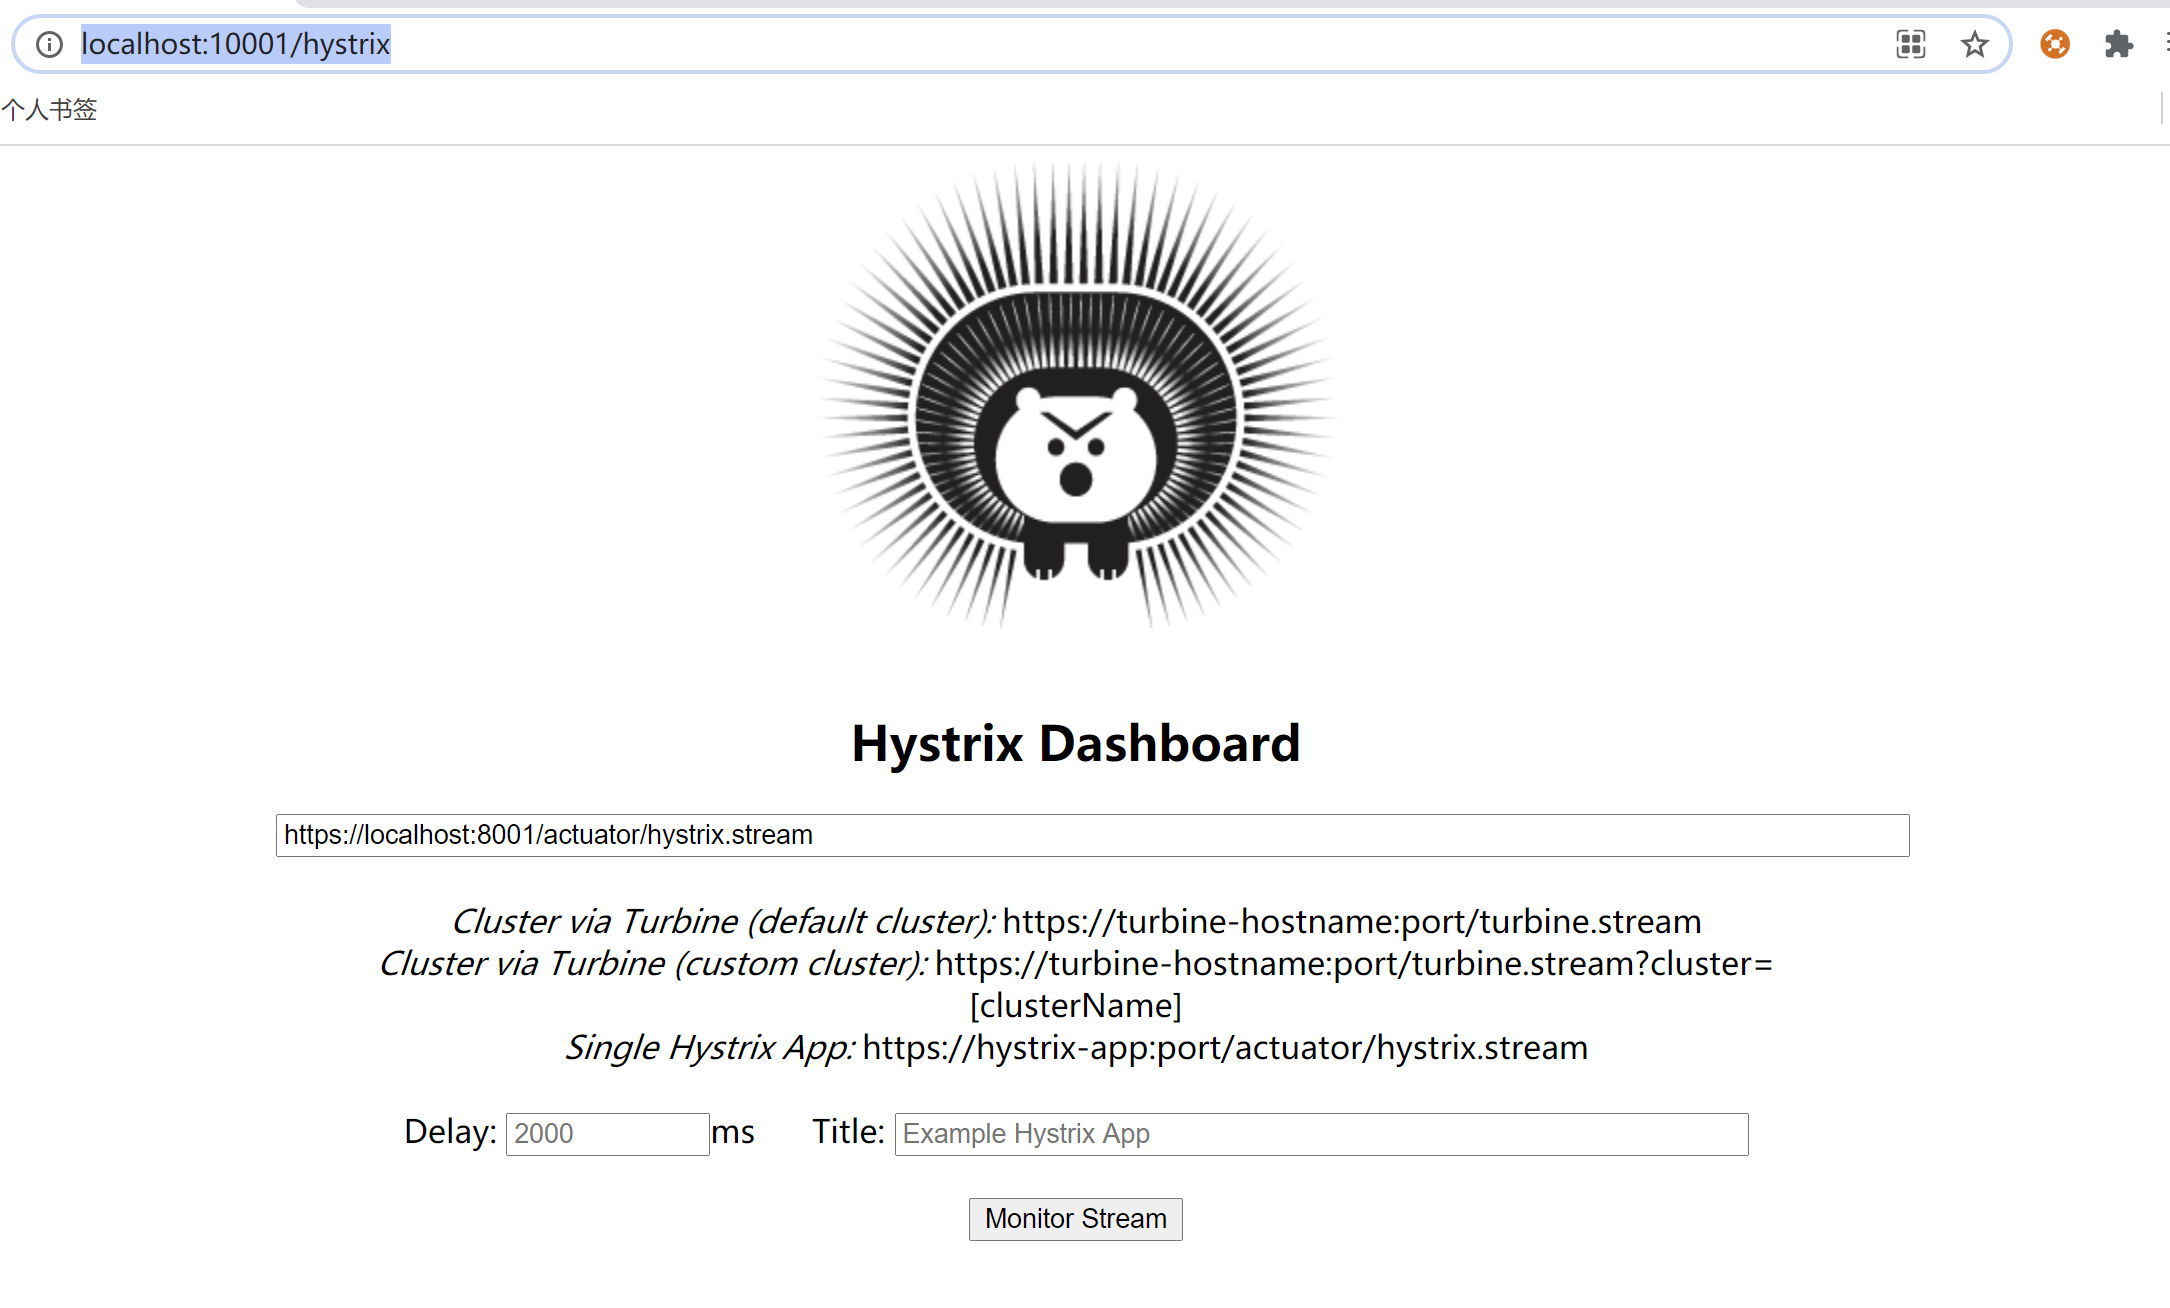 localhost:10001/hystrix
个人书签
Hystrix Dashboard
https://localhost:8001/actuator/hystrix.stream
Cluster via Turbine (default cluster): https://turbine-hostname:port/turbine.stream
Cluster via Turbine (custom cluster): https://turbine-hostname:port/turbine.stream?cluster=
[clusterName]
Single Hystrix App: https://hystrix-app:port/actuator/hystrix.stream
Delay: 2000 ms Title: Example Hystrix App
Monitor Stream